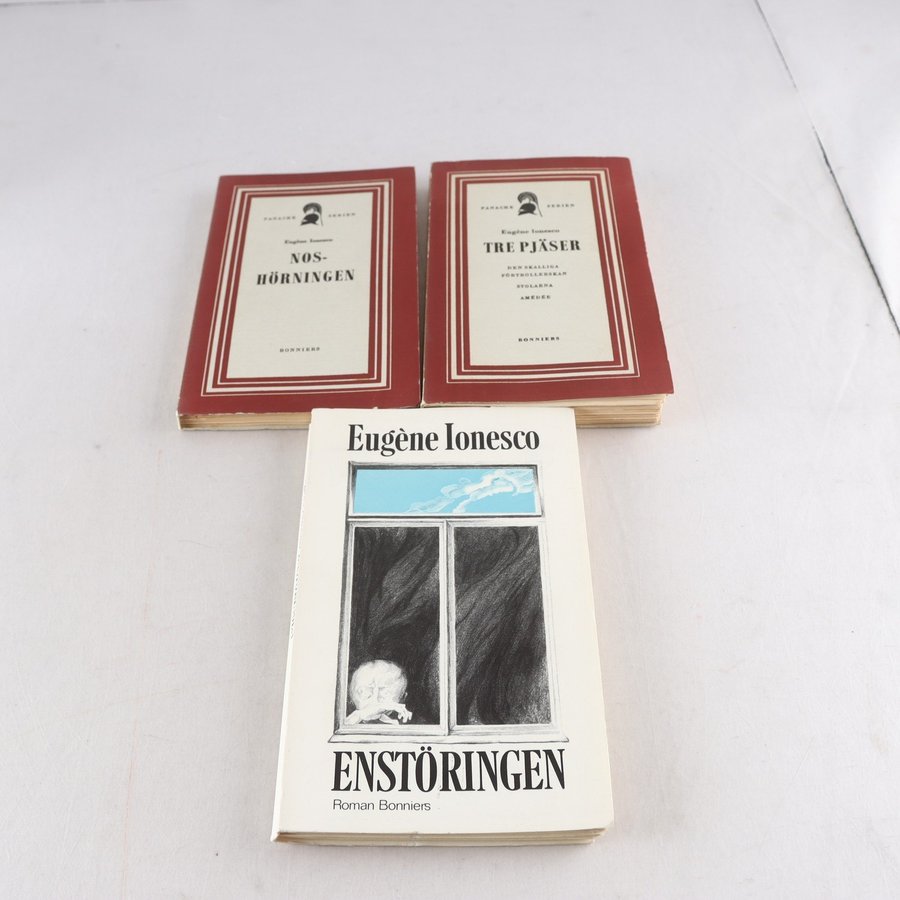 PANACHE SERIEN
Eugène Ionesco
NOS-
HÖRNINGEN
BONNIERS
PANACHE SERIEN
Eugène Ionesco
TRE PJÄSER
DEN SKALLIGA
FÖRTROLLERSKAN
STOLARNA
AMÉDÉE
BONNIERS
Eugène Ionesco
ENSTÖRINGEN
Roman Bonniers